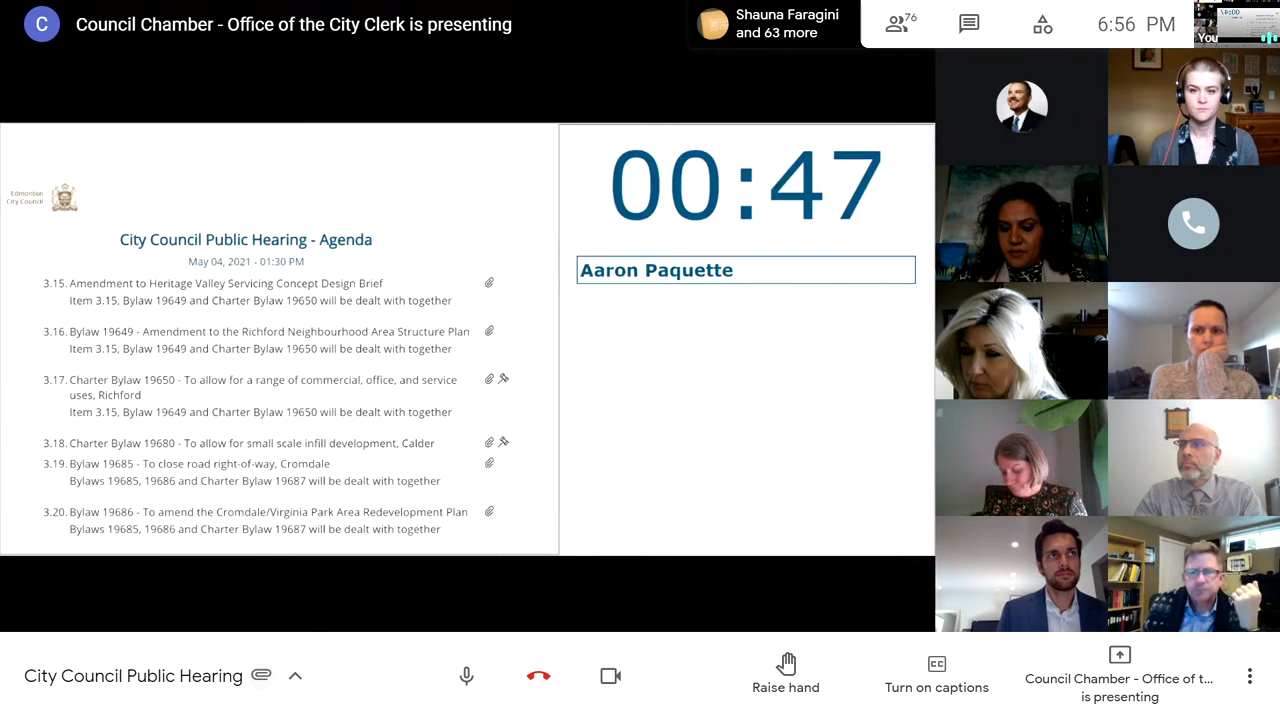 C
Council Chamber - Office of the City Clerk is presenting
Shauna Faragini
and 63 more
76
6:56 PM
You
Edmonton
City Council
City Council Public Hearing - Agenda
May 04, 2021 - 01:30 PM
3.15. Amendment to Heritage Valley Servicing Concept Design Brief
Item 3.15, Bylaw 19649 and Charter Bylaw 19650 will be dealt with together
3.16. Bylaw 19649 - Amendment to the Richford Neighbourhood Area Structure Plan
Item 3.15, Bylaw 19649 and Charter Bylaw 19650 will be dealt with together
3.17. Charter Bylaw 19650 - To allow for a range of commercial, office, and service
uses, Richford
Item 3.15, Bylaw 19649 and Charter Bylaw 19650 will be dealt with together
3.18. Charter Bylaw 19680 - To allow for small scale infill development, Calder
3.19. Bylaw 19685 - To close road right-of-way, Cromdale
Bylaws 19685, 19686 and Charter Bylaw 19687 will be dealt with together
3.20. Bylaw 19686 - To amend the Cromdale/Virginia Park Area Redevelopment Plan
Bylaws 19685, 19686 and Charter Bylaw 19687 will be dealt with together
00:47
Aaron Paquette
City Council Public Hearing
Raise hand
CC
Turn on captions
Council Chamber - Office of t...
is presenting